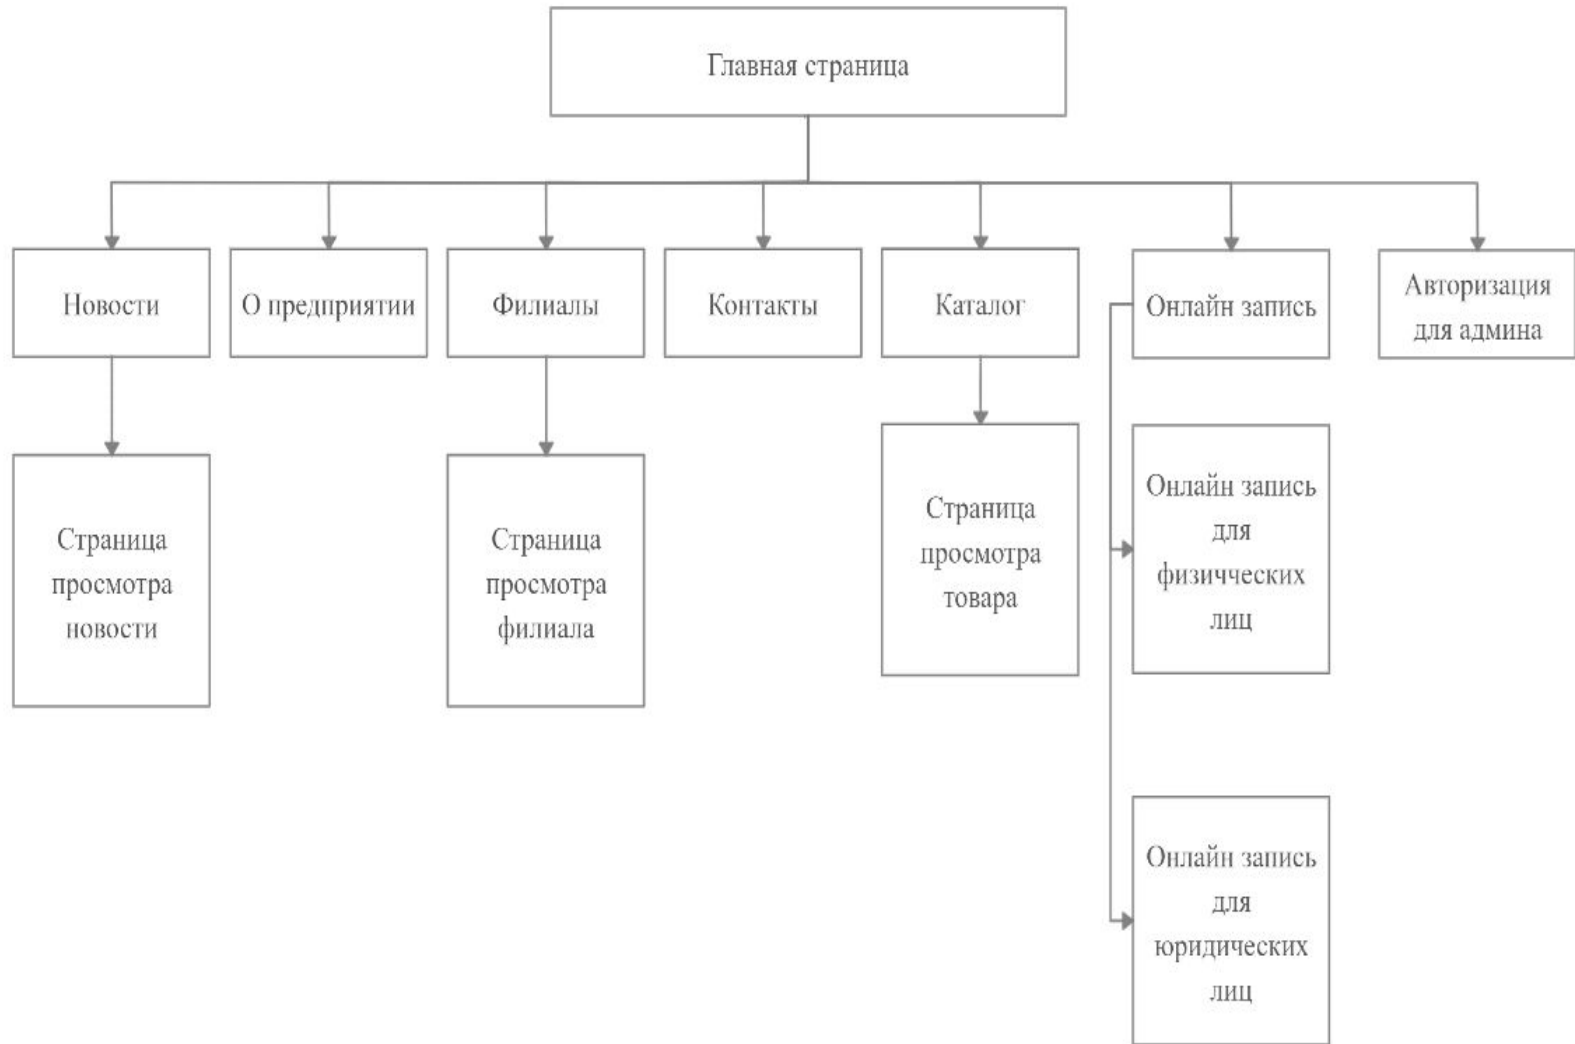 Главная страница
Новости
О предприятии
Филиалы
Контакты
Каталог
Онлайн запись
Авторизация
для админа
Страница
просмотра
новости
Страница
просмотра
филиала
Страница
просмотра
товара
Онлайн запись
для
физиччских
лиц
Онлайн запись
для
юридических
лиц